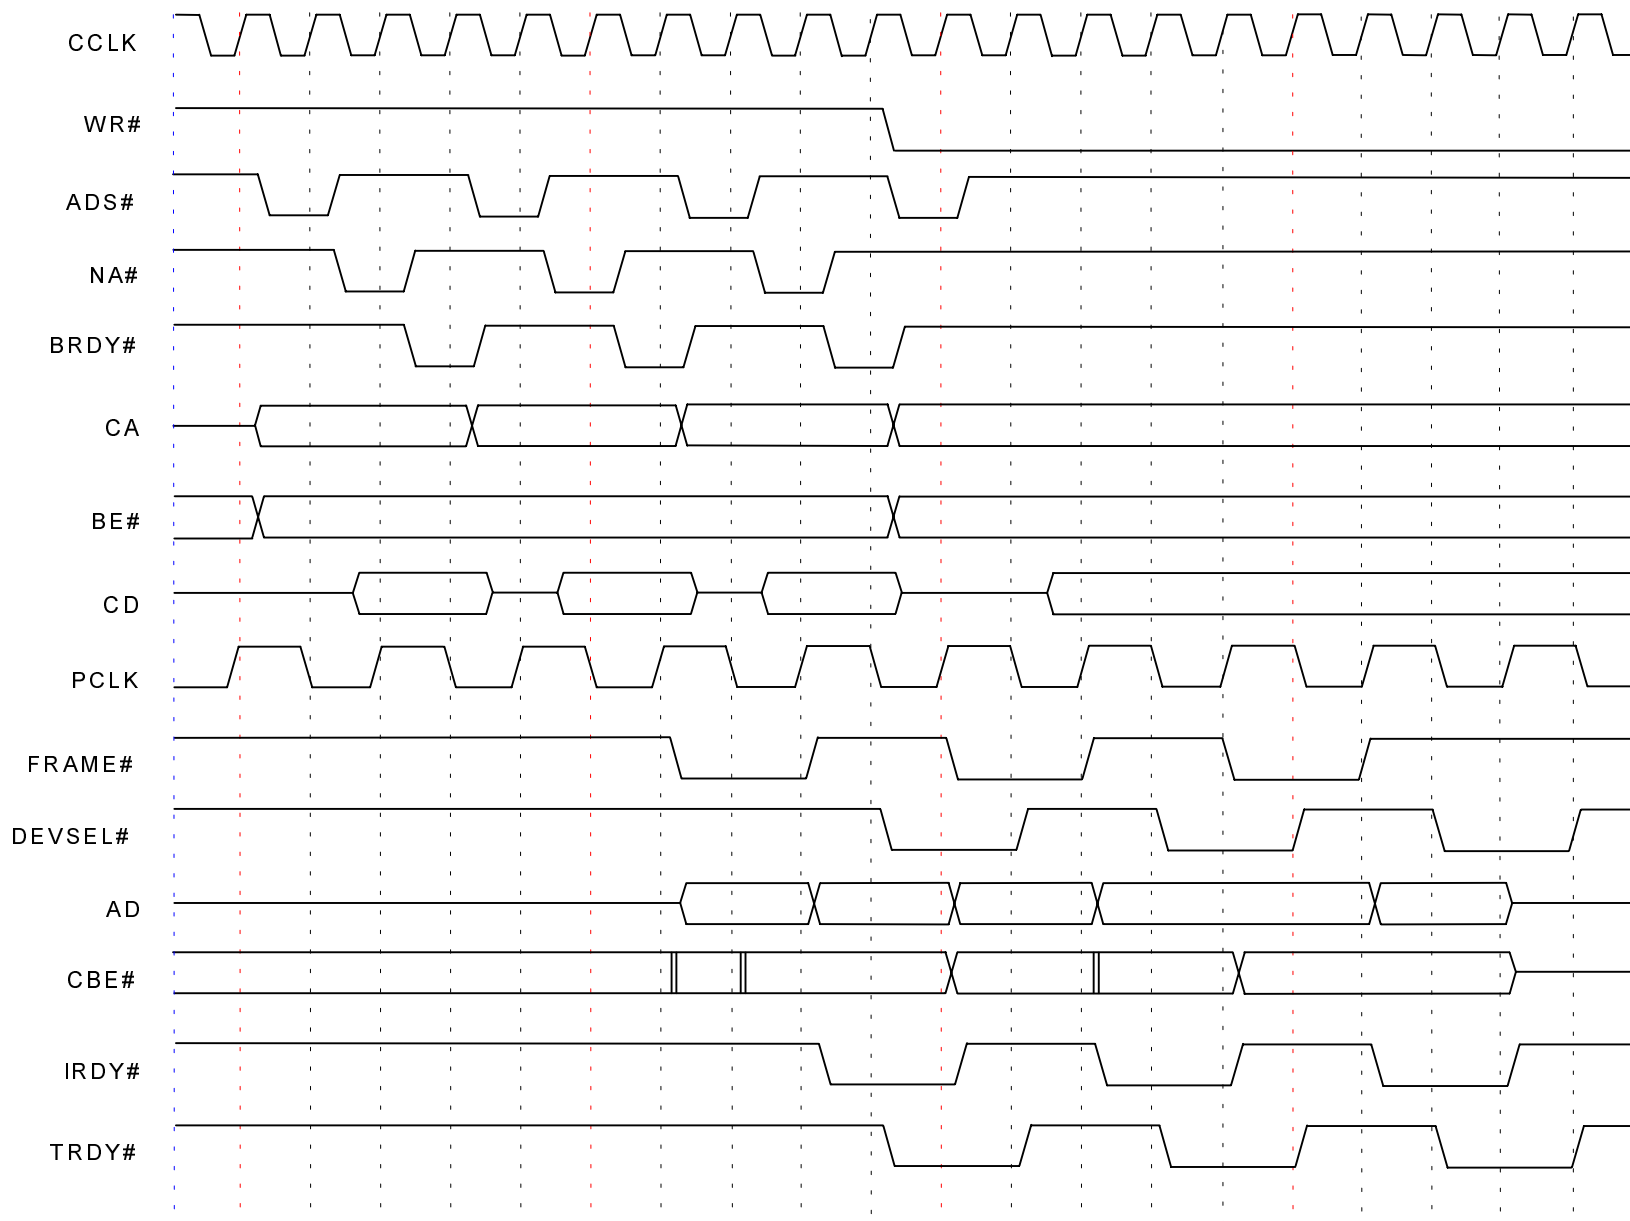 CCLK
WR#
ADS#
NA#
BRDY#
CA
BE#
CD
PCLK
FRAME#
DEVSEL#
AD
CBE#
IRDY#
TRDY#